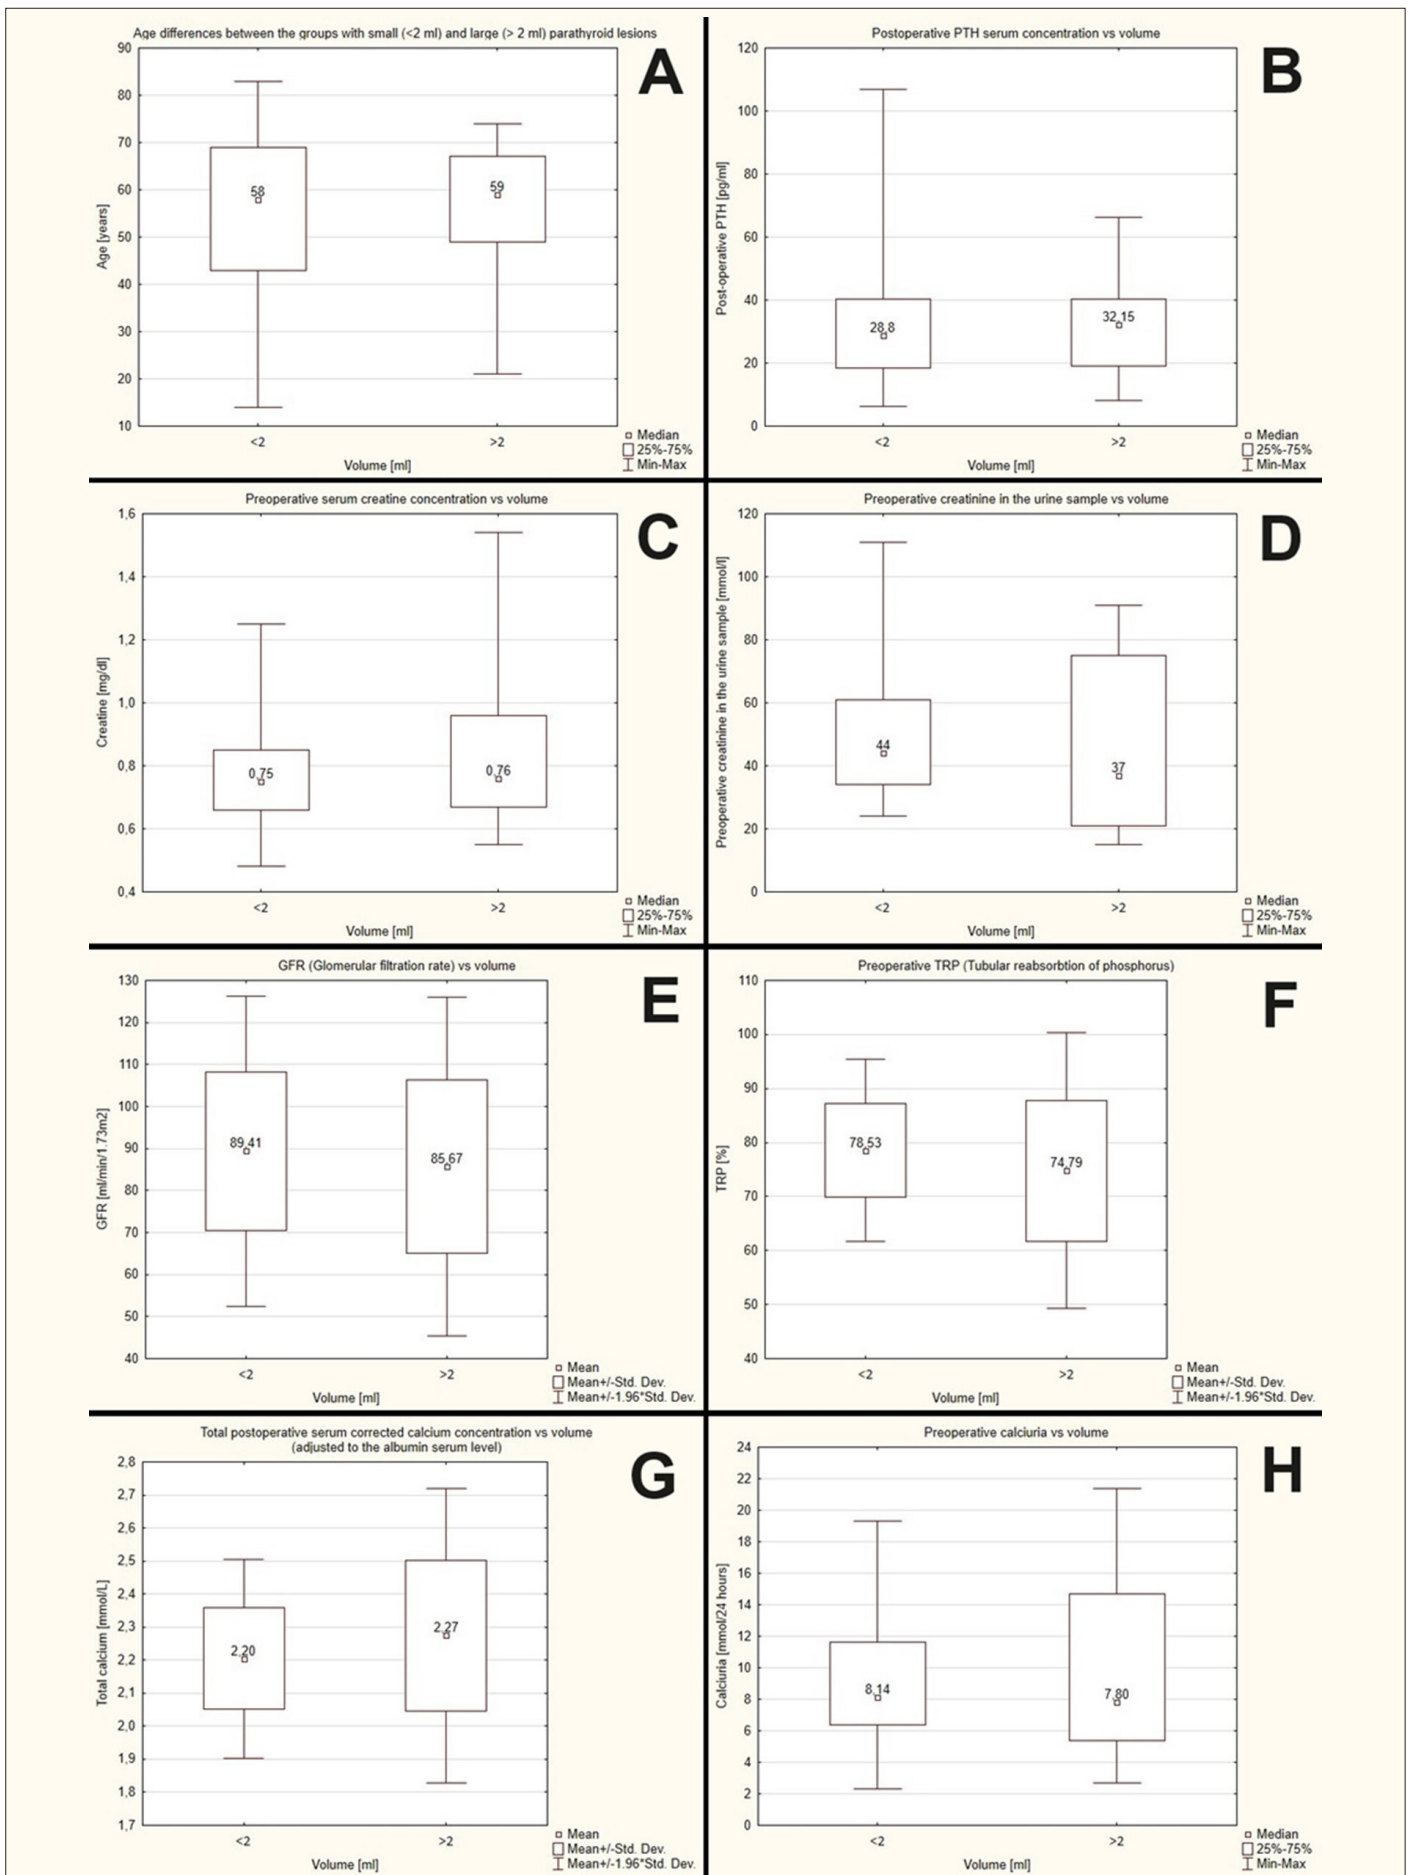 Age differences between the groups with small (<2 ml) and large (> 2 ml) parathyroid lesions
A
90
80
70
60
50
40
30
20
10
Age [years]
58
59
<2
>2
Volume [ml]
Median
25%-75%
Min-Max
Postoperative PTH serum concentration vs volume
B
120
100
80
60
40
20
0
Post-operative PTH [pg/ml]
28,8
32,15
<2
>2
Volume [ml]
Median
25%-75%
Min-Max
Preoperative serum creatine concentration vs volume
C
1,6
1,4
1,2
1,0
0,8
0,6
0,4
Creatine [mg/dl]
0,75
0,76
<2
>2
Volume [ml]
Median
25%-75%
Min-Max
Preoperative creatinine in the urine sample vs volume
D
120
100
80
60
40
20
0
Preoperative creatinine in the urine sample [mmol/l]
44
37
<2
>2
Volume [ml]
Median
25%-75%
Min-Max
GFR (Glomerular filtration rate) vs volume
E
130
120
110
100
90
80
70
60
50
40
GFR [ml/min/1.73m2]
89,41
85,67
<2
>2
Volume [ml]
Mean
Mean+/-Std. Dev.
Mean+/-1.96*Std. Dev.
Preoperative TRP (Tubular reabsorbtion of phosphorus)
F
110
100
90
80
70
60
50
40
TRP [%]
78,53
74,79
<2
>2
Volume [ml]
Mean
Mean+/-Std. Dev.
Mean+/-1.96*Std. Dev.
Total postoperative serum corrected calcium concentration vs volume
(adjusted to the albumin serum level)
G
2,8
2,7
2,6
2,5
2,4
2,3
2,2
2,1
2,0
1,9
1,8
1,7
Total calcium [mmol/L]
2,20
2,27
<2
>2
Volume [ml]
Mean
Mean+/-Std. Dev.
Mean+/-1.96*Std. Dev.
Preoperative calciuria vs volume
H
24
22
20
18
16
14
12
10
8
6
4
2
0
Calciuria [mmol/24 hours]
8,14
7,80
<2
>2
Volume [ml]
Median
25%-75%
Min-Max